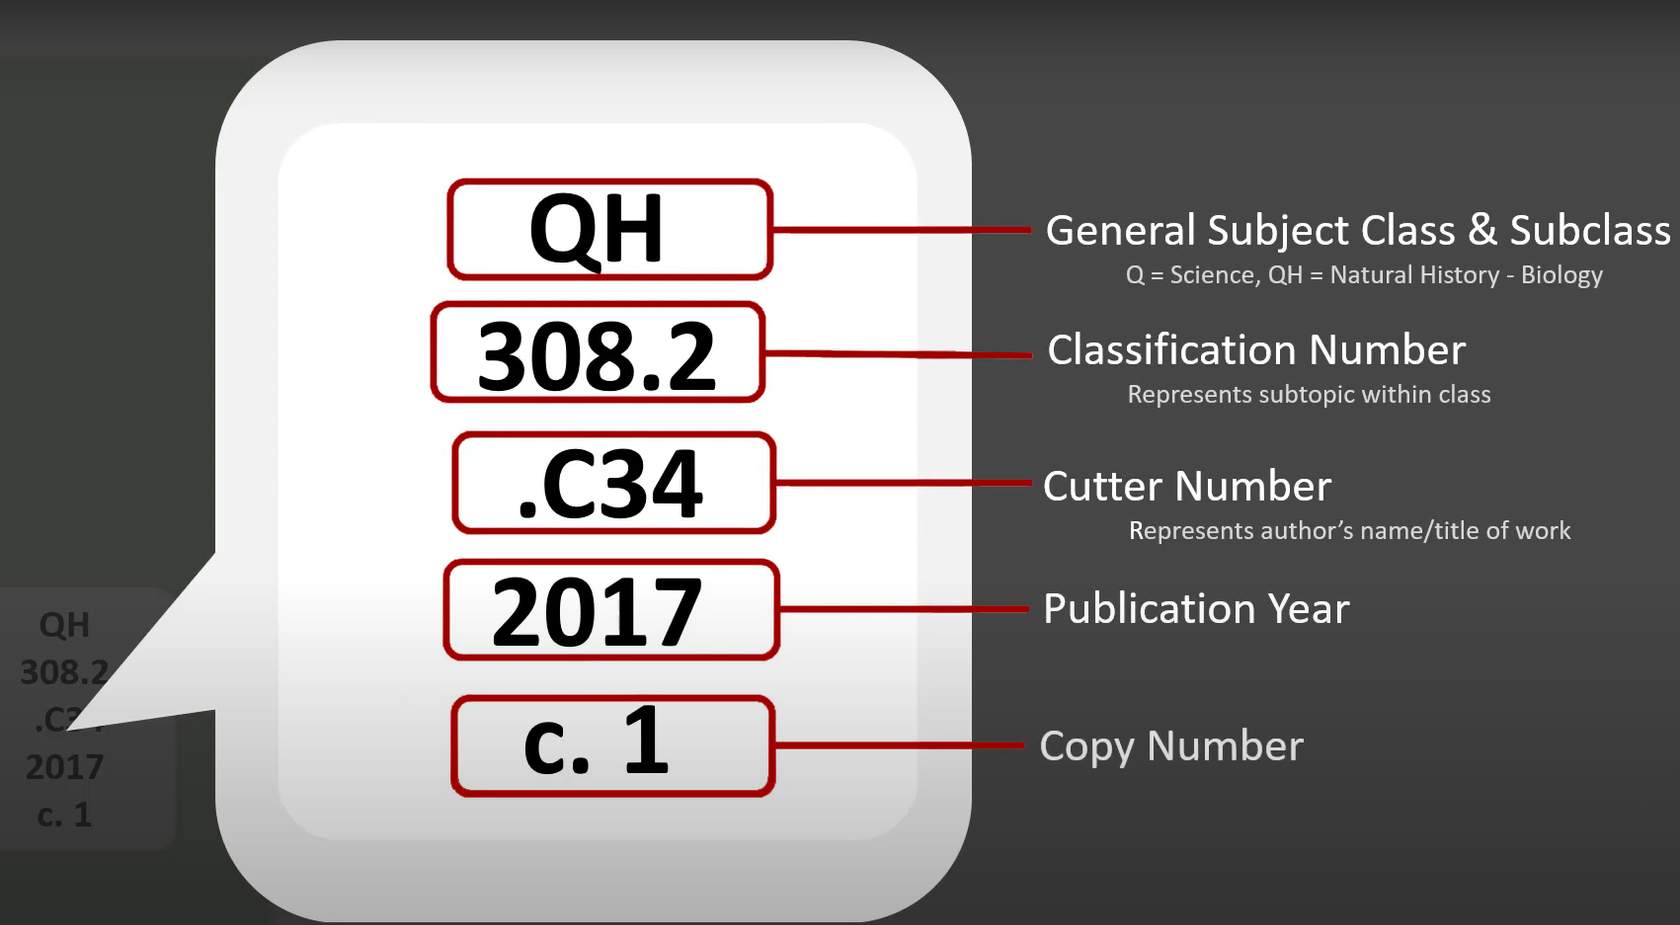 QH
General Subject Class & Subclass
Q = Science, QH = Natural History - Biology
308.2
Classification Number
Represents subtopic within class
.C34
Cutter Number
Represents author's name/title of work
2017
Publication Year
c. 1
Copy Number
QH
308.2
.C34
2017
c. 1